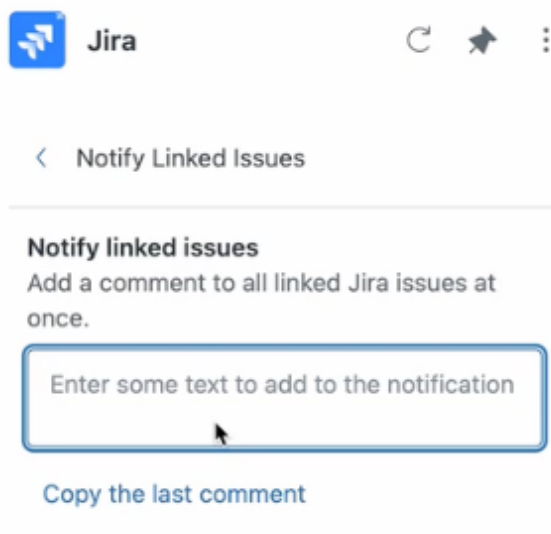 Jira
Notify Linked Issues
Notify linked issues
Add a comment to all linked Jira issues at
once.
Enter some text to add to the notification
Copy the last comment